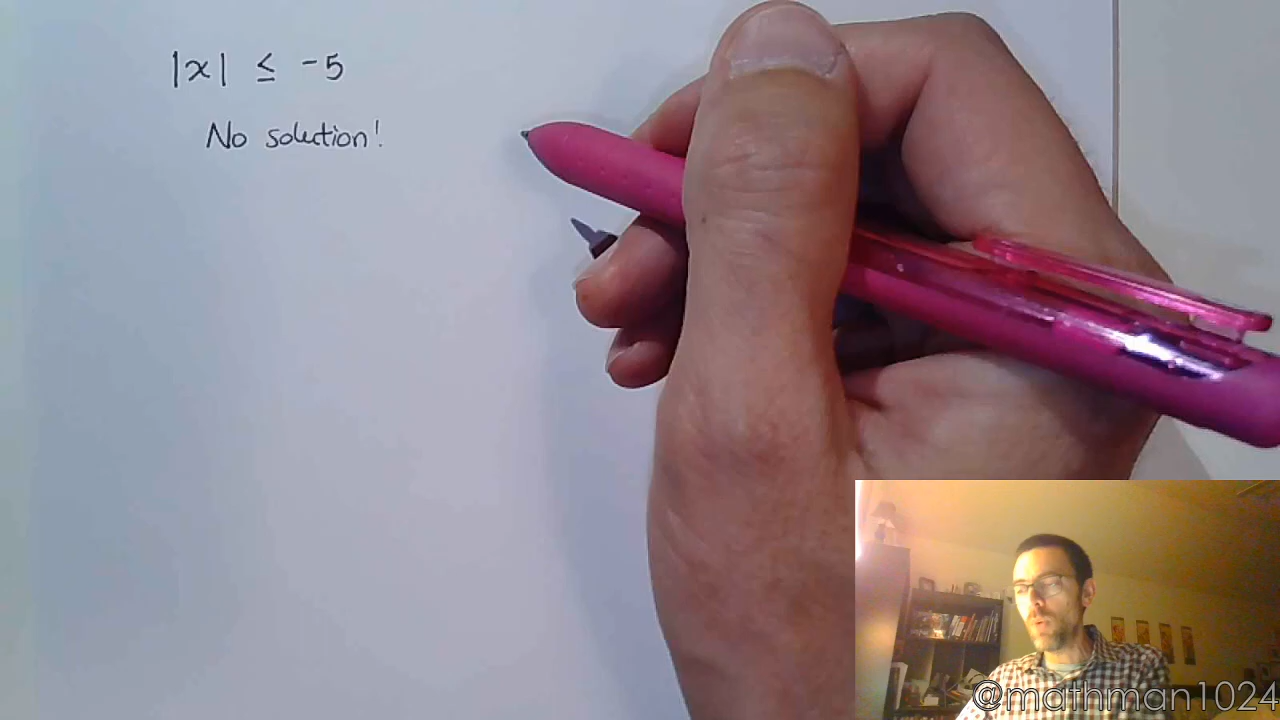 |x| ≤ -5
No solution!
@mathman1024